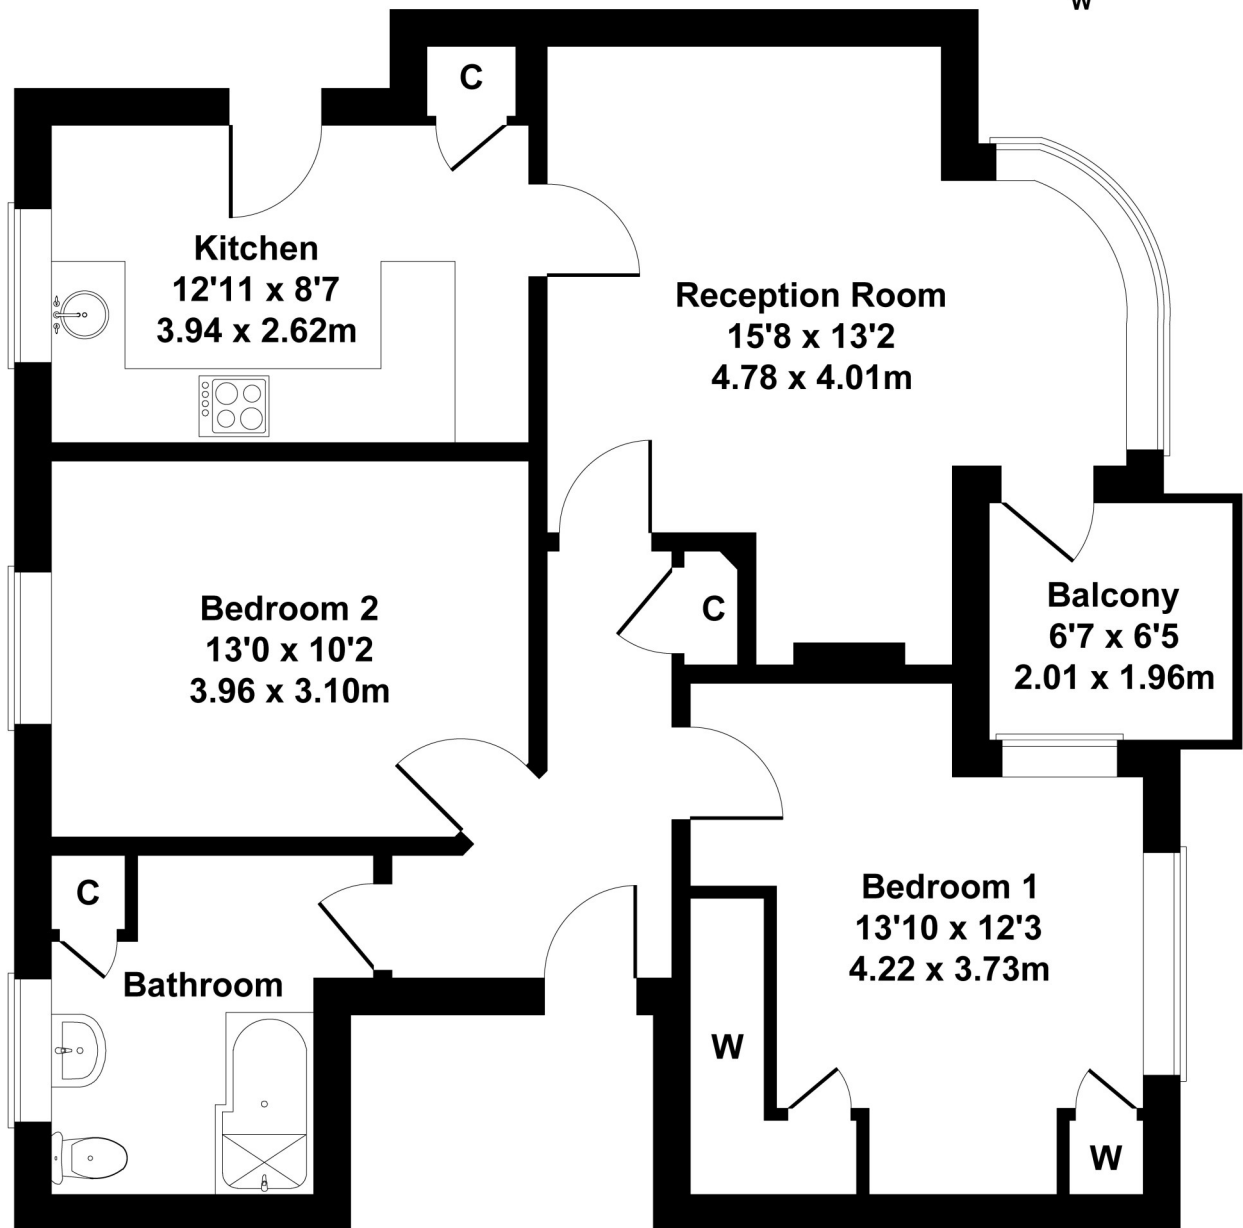 W
C
Kitchen
12'11 x 8'7
3.94 x 2.62m
Reception Room
15'8 x 13'2
4.78 x 4.01m
Bedroom 2
13'0 x 10'2
3.96 x 3.10m
C
Balcony
6'7 x 6'5
2.01 x 1.96m
C
Bathroom
Bedroom 1
13'10 x 12'3
4.22 x 3.73m
W
W